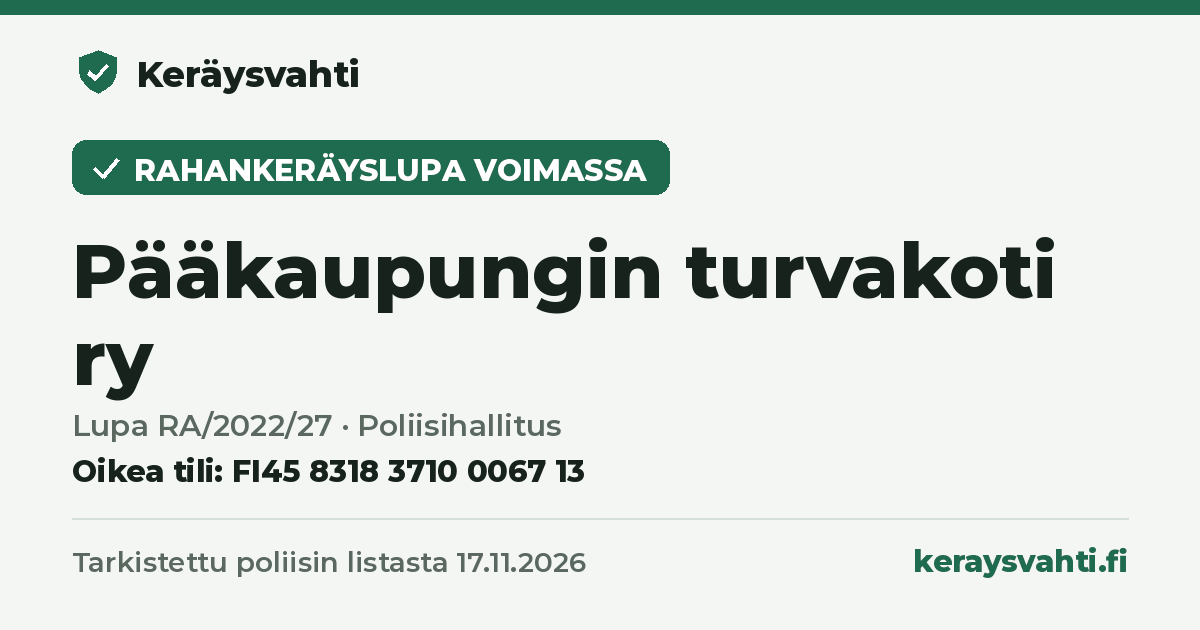 Keräysvahti
RAHANKERÄYSLUPA VOIMASSA
Pääkaupungin turvakoti
ry
Lupa RA/2022/27 · Poliisihallitus
Oikea tili: FI45 8318 3710 0067 13
Tarkistettu poliisin listasta 17.11.2026
keraysvahti.fi